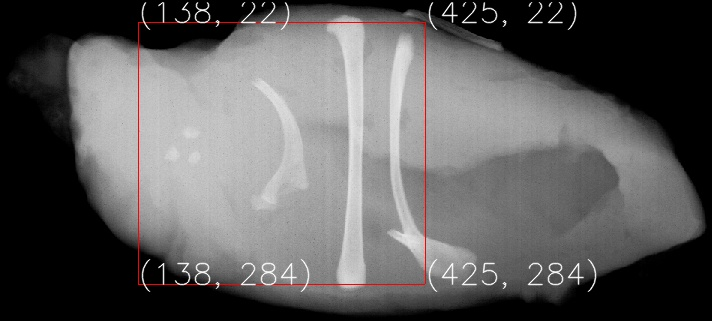 (138, 22) (425, 22)
(138, 284) (425, 284)